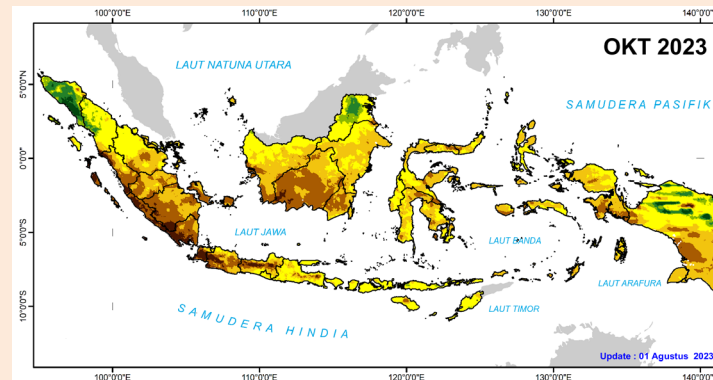 100°0'0"E 110°0'0"E 120°0'0"E 130°0'0"E 140°0'
OKT 2023
LAUT NATUNA UTARA
5°0'0"N
SAMUDERA PASIFIK
0°0'0"
LAUT JAWA
LAUT BANDA
5°0'0"S
LAUT ARAFURA
SAMUDERA HINDIA
LAUT TIMOR
10°0'0"S
Update : 01 Agustus 2023
100°0'0"E 110°0'0"E 120°0'0"E 130°0'0"E 140°0'